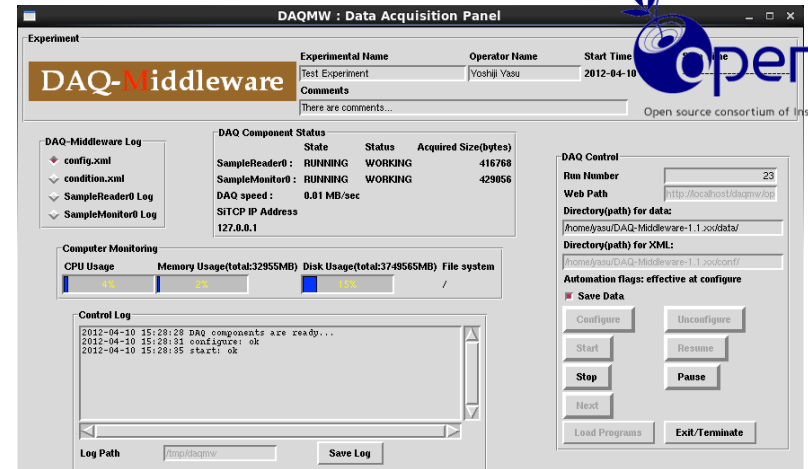 DAQMW : Data Acquisition Panel
Experiment
Experimental Name Operator Name Start Time
DAQ-Middleware
Test Experiment Yoshiji Yasu 2012-04-10
Comments
There are comments...
open
Open source consortium of Ins
DAQ-Middleware Log
config.xml
condition.xml
SampleReader0 Log
SampleMonitor0 Log
DAQ Component Status
State Status Acquired Size(bytes)
SampleReader0 : RUNNING WORKING 416768
SampleMonitor0 : RUNNING WORKING 429056
DAQ speed : 0.01 MB/sec
SiTCP IP Address
127.0.0.1
Computer Monitoring
CPU Usage Memory Usage(total:32955MB) Disk Usage(total:3749565MB) File system
4% 2% 15% /
Control Log
2012-04-10 15:28:28 DAQ components are ready...
2012-04-10 15:28:31 configure: ok
2012-04-10 15:28:35 start: ok
Log Path /tmp/daqmw Save Log
DAQ Control
Run Number 23
Web Path http://localhost/daqmw/op
Directory(path) for data:
/home/yasu/DAQ-Middleware-1.1.xx/data/
Directory(path) for XML:
/home/yasu/DAQ-Middleware-1.1.xx/conf/
Automation flags: effective at configure
Save Data
Configure Unconfigure
Start Resume
Stop Pause
Next
Load Programs Exit/Terminate